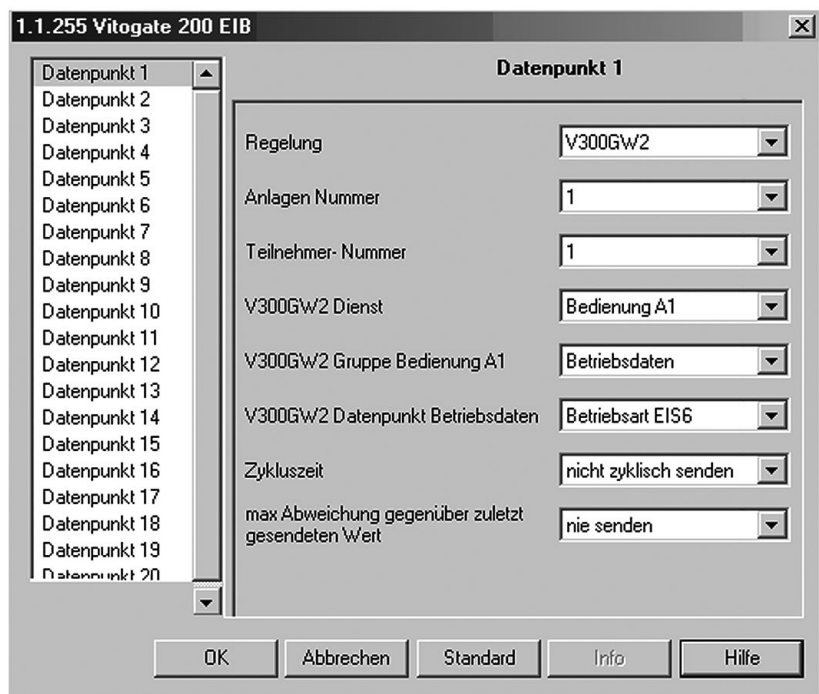 1.1.255 Vitogate 200 EIB
Datenpunkt 1
Datenpunkt 2
Datenpunkt 3
Datenpunkt 4
Datenpunkt 5
Datenpunkt 6
Datenpunkt 7
Datenpunkt 8
Datenpunkt 9
Datenpunkt 10
Datenpunkt 11
Datenpunkt 12
Datenpunkt 13
Datenpunkt 14
Datenpunkt 15
Datenpunkt 16
Datenpunkt 17
Datenpunkt 18
Datenpunkt 19
Datenpunkt 20
Datenpunkt 1
Regelung V300GW2
Anlagen Nummer 1
Teilnehmer- Nummer 1
V300GW2 Dienst Bedienung A1
V300GW2 Gruppe Bedienung A1 Betriebsdaten
V300GW2 Datenpunkt Betriebsdaten Betriebsart EIS6
Zykluszeit nicht zyklisch senden
max Abweichung gegenüber zuletzt
gesendeten Wert nie senden
OK Abbrechen Standard Info Hilfe